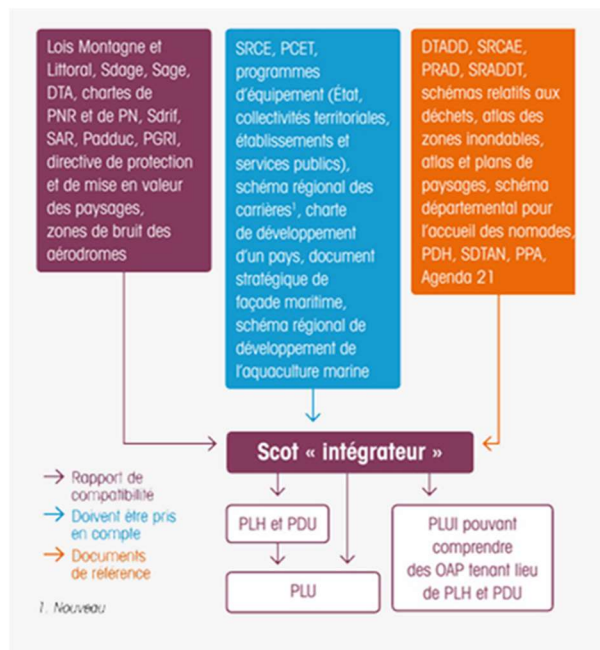 Lois Montagne et
Littoral, Sdage, Sage,
DTA, chartes de
PNR et de PN, Sdrif,
SAR, Padduc, PGRI,
directive de protection
et de mise en valeur
des paysages,
zones de bruit des
aérodromes
SRCE, PCET,
programmes
d'équipement (État,
collectivités territoriales,
établissements et
services publics),
schéma régional des
carrières¹, charte
de développement
d'un pays, document
stratégique de
façade maritime,
schéma régional de
développement de
l'aquaculture marine
DTADD, SRCAE,
PRAD, SRADDT,
schémas relatifs aux
déchets, atlas des
zones inondables,
atlas et plans de
paysages, schéma
départemental pour
l'accueil des nomades,
PDH, SDTAN, PPA,
Agenda 21
Scot « intégrateur »
Rapport de
compatibilité
Doivent être pris
en compte
Documents
de référence
1. Nouveau
PLH et PDU
PLU
PLUI pouvant
comprendre
des OAP tenant lieu
de PLH et PDU